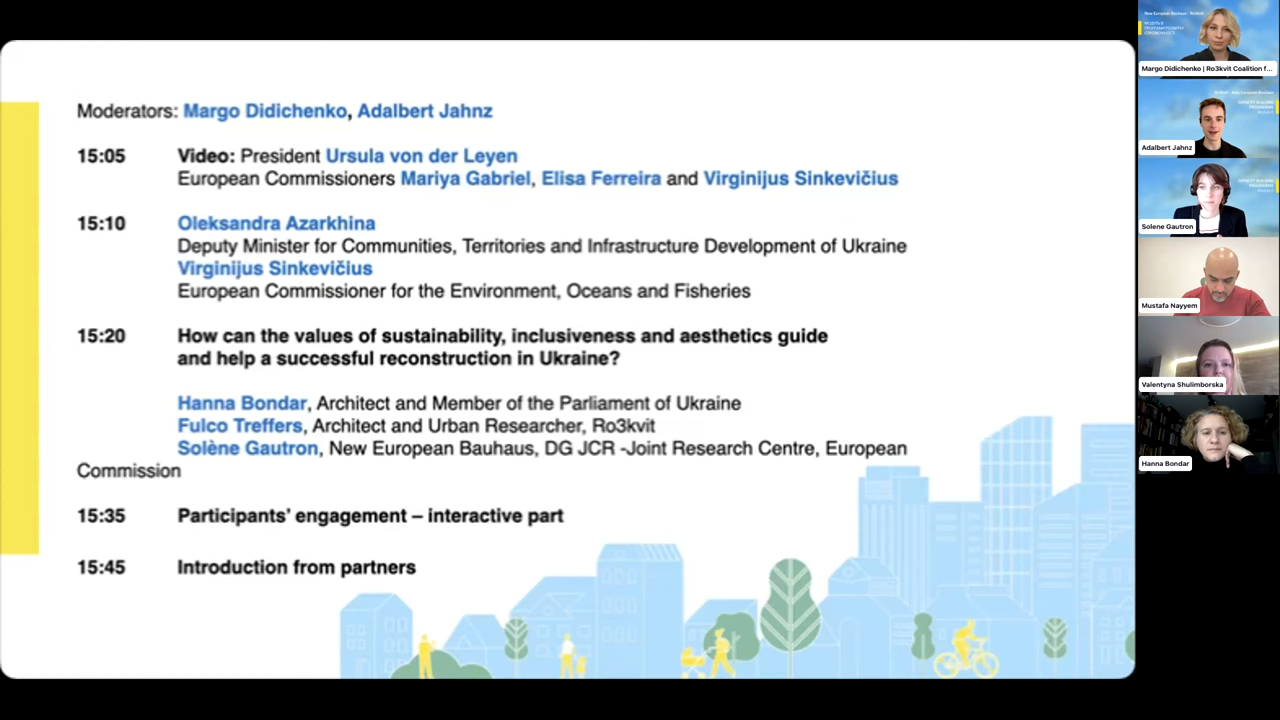 Moderators: Margo Didichenko, Adalbert Jahnz
15:05 Video: President Ursula von der Leyen
European Commissioners Mariya Gabriel, Elisa Ferreira and Virginijus Sinkevičius
15:10 Oleksandra Azarkhina
Deputy Minister for Communities, Territories and Infrastructure Development of Ukraine
Virginijus Sinkevičius
European Commissioner for the Environment, Oceans and Fisheries
15:20 How can the values of sustainability, inclusiveness and aesthetics guide
and help a successful reconstruction in Ukraine?
Hanna Bondar, Architect and Member of the Parliament of Ukraine
Fulco Treffers, Architect and Urban Researcher, Ro3kvit
Solène Gautron, New European Bauhaus, DG JCR -Joint Research Centre, European
Commission
15:35 Participants’ engagement – interactive part
15:45 Introduction from partners
Margo Didichenko | Ro3kvit Coalition f...
Adalbert Jahnz
Solene Gautron
Mustafa Nayyem
Valentyna Shulimborska
Hanna Bondar